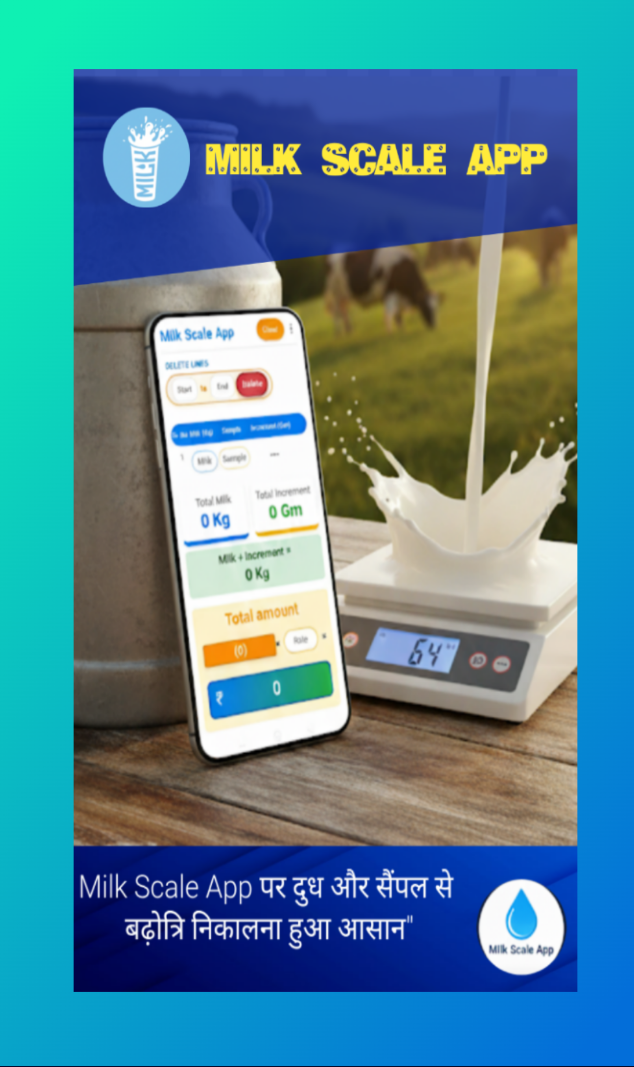 MILK
MILK SCALE APP
Milk Scale App
Clear
DELETE LINES
Start to End Delete
Milk (Kg) Sample Increment (Gm)
1 Milk Sample
Total Milk
0 Kg
Total Increment
0 Gm
Milk + Increment =
0 Kg
Total amount
(0) × Rate =
₹ 0
64
Milk Scale App पर दुध और सैंपल से
बढ़ोत्रि निकालना हुआ आसान"
Milk Scale App